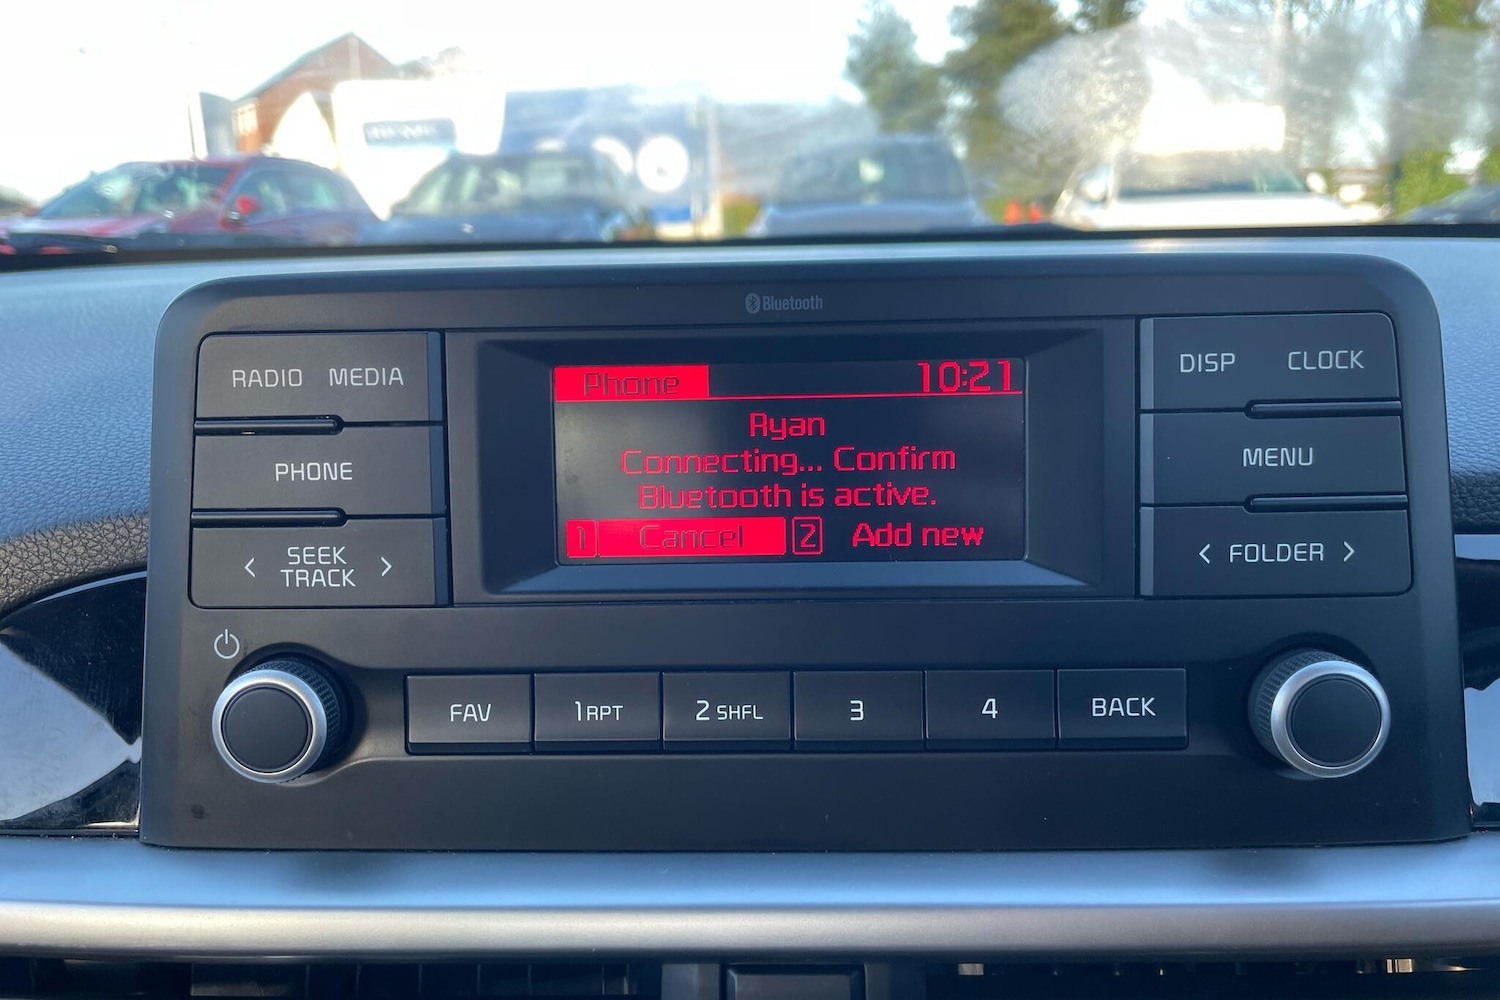 Bluetooth
RADIO MEDIA
PHONE
< SEEK TRACK >
Phone 10:21
Ryan
Connecting... Confirm
Bluetooth is active.
1 Cancel 2 Add new
DISP CLOCK
MENU
< FOLDER >
FAV 1 RPT 2 SHFL 3 4 BACK